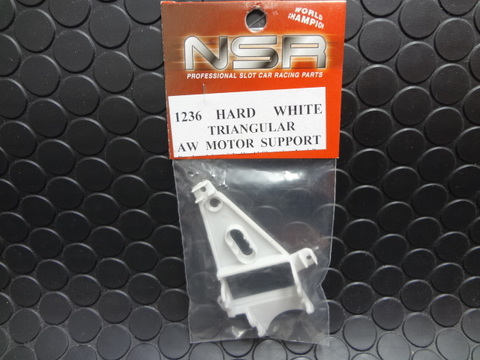 WORLD
CHAMPION
NSR
PROFESSIONAL SLOT CAR RACING PARTS
1236 HARD WHITE
TRIANGULAR
AW MOTOR SUPPORT